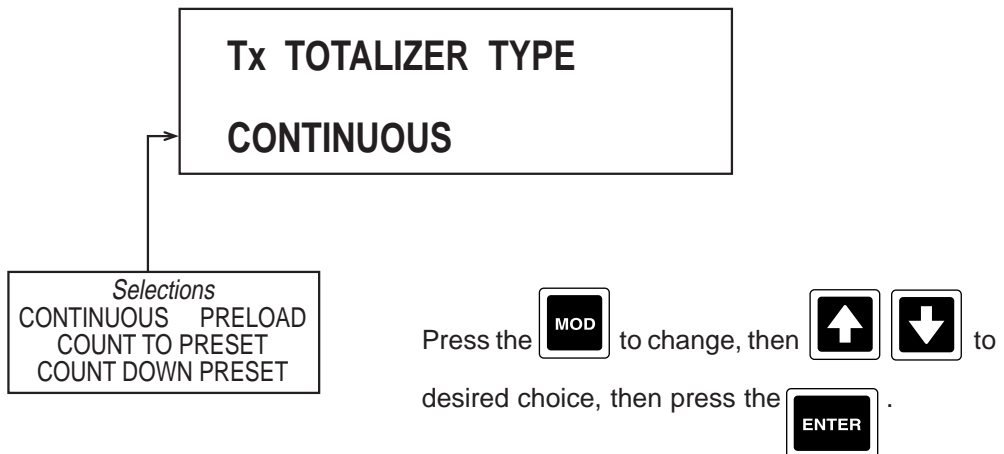 Tx TOTALIZER TYPE
CONTINUOUS
Selections
CONTINUOUS PRELOAD
COUNT TO PRESET
COUNT DOWN PRESET
Press the MOD to change, then to
desired choice, then press the ENTER .